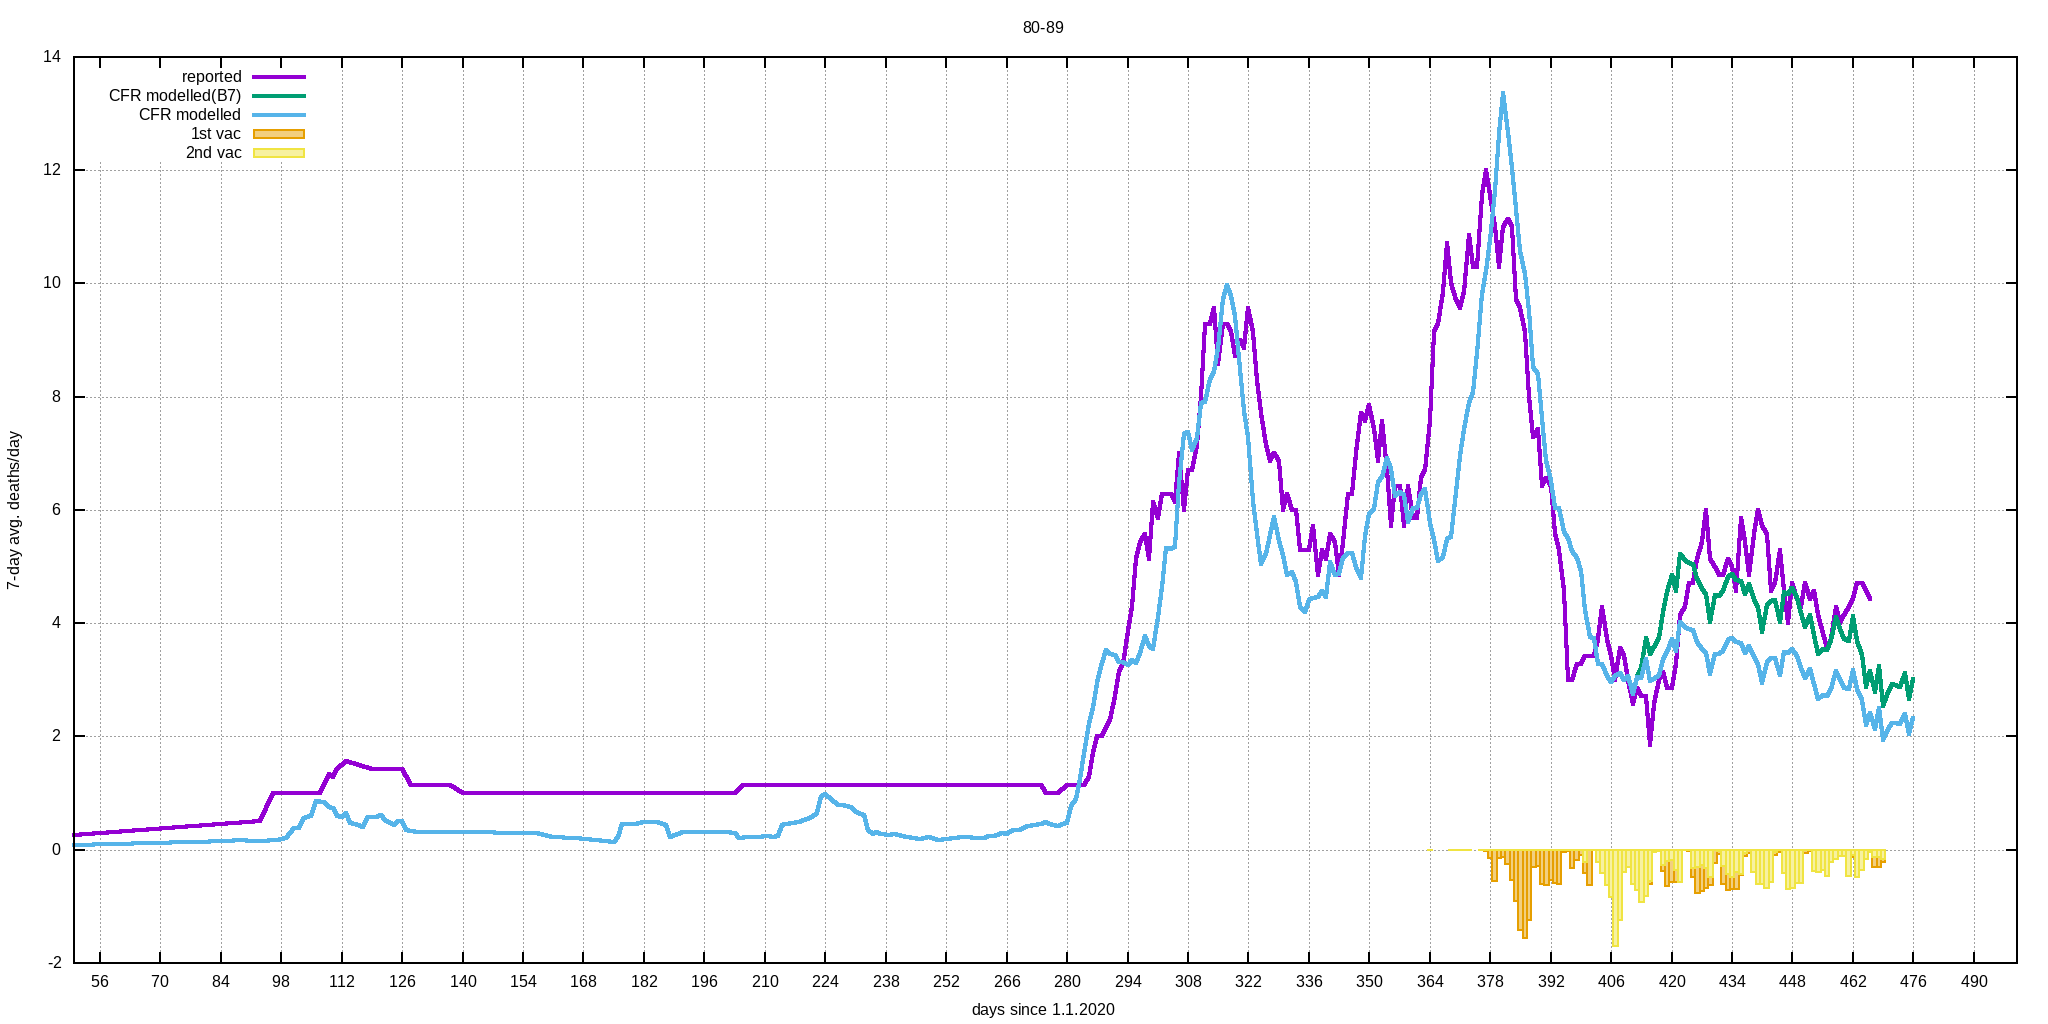 80-89
14
12
10
8
6
4
2
0
-2
7-day avg. deaths/day
reported
CFR modelled(B7)
CFR modelled
1st vac
2nd vac
56 70 84 98 112 126 140 154 168 182 196 210 224 238 252 266 280 294 308 322 336 350 364 378 392 406 420 434 448 462 476 490
days since 1.1.2020